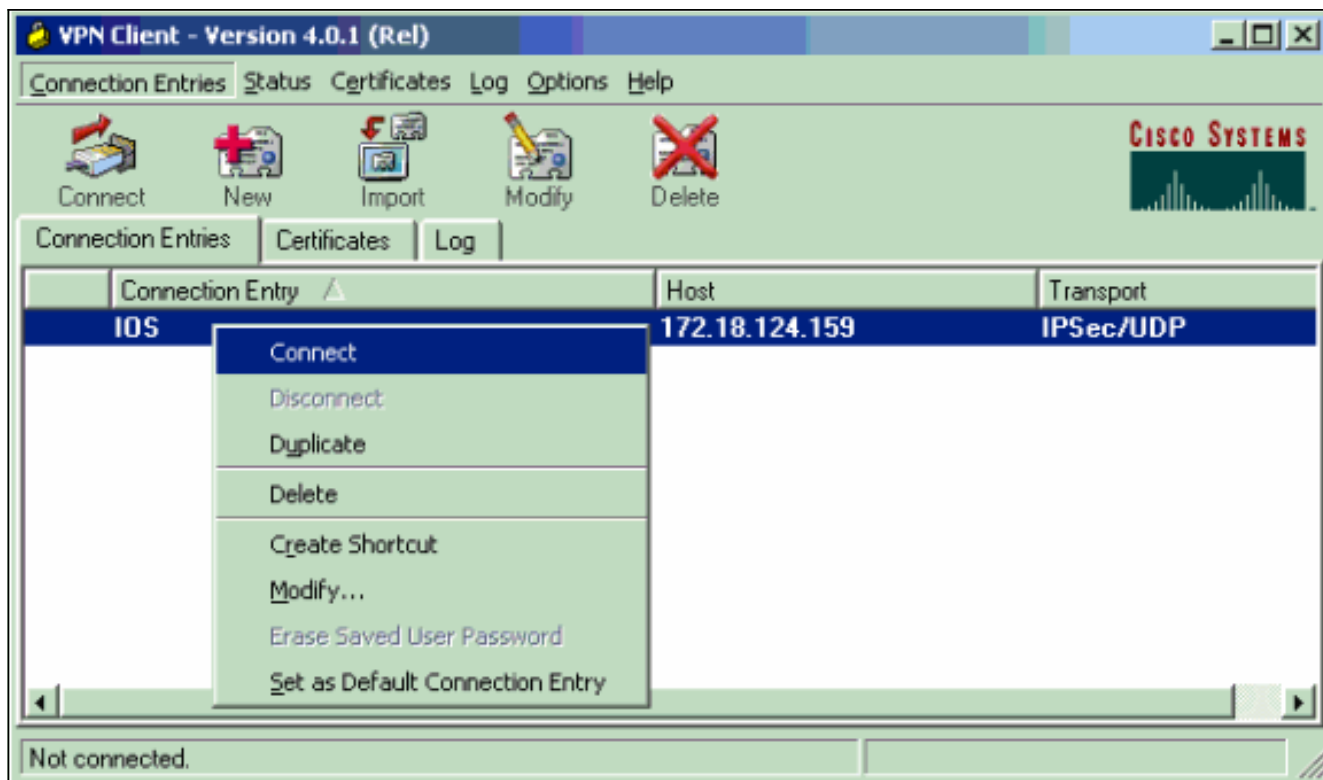 VPN Client - Version 4.0.1 (Rel)
Connection Entries Status Certificates Log Options Help
Connect New Import Modify Delete
CISCO SYSTEMS
Connection Entries Certificates Log
Connection Entry Host Transport
IOS 172.18.124.159 IPSec/UDP
Connect
Disconnect
Duplicate
Delete
Create Shortcut
Modify...
Erase Saved User Password
Set as Default Connection Entry
Not connected.